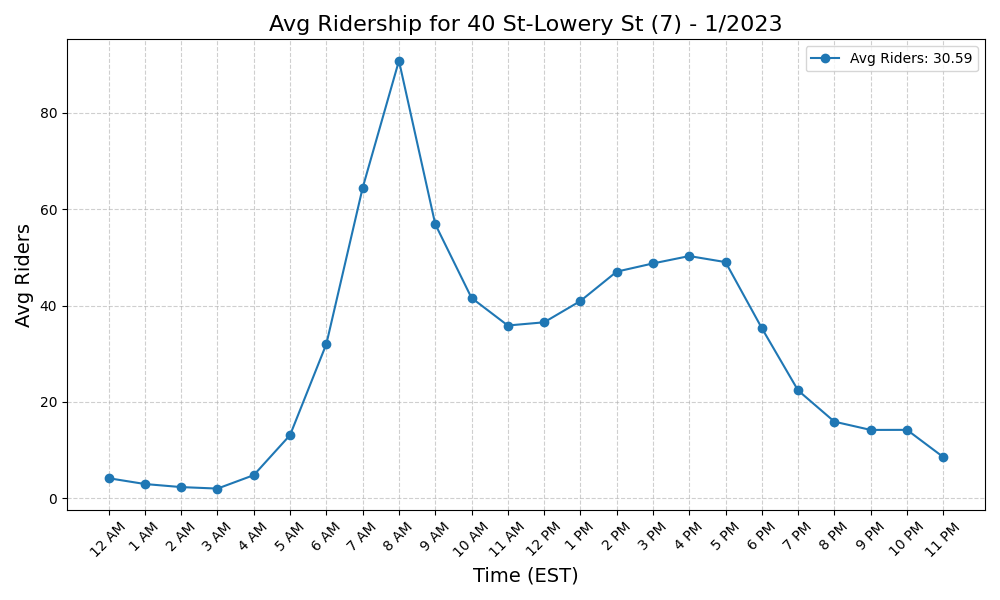 Avg Ridership for 40 St-Lowery St (7) - 1/2023
Avg Riders: 30.59
Avg Riders
80
60
40
20
0
12 AM
1 AM
2 AM
3 AM
4 AM
5 AM
6 AM
7 AM
8 AM
9 AM
10 AM
11 AM
12 PM
1 PM
2 PM
3 PM
4 PM
5 PM
6 PM
7 PM
8 PM
9 PM
10 PM
11 PM
Time (EST)